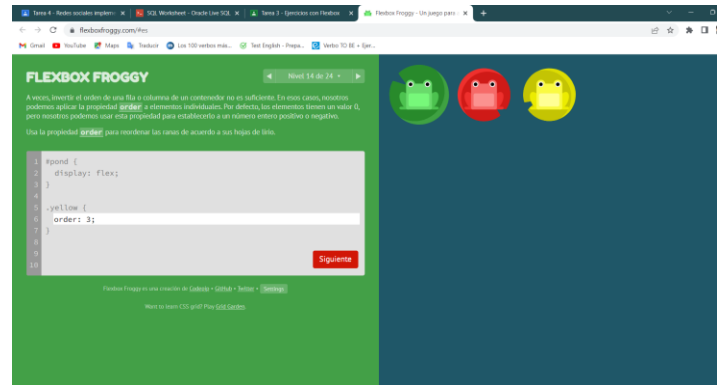 Tarea 4 - Redes sociales implem
SQL Worksheet - Oracle Live SQL
Tarea 3 - Ejercicios con Flexbox
Flexbox Froggy - Un juego para
flexboxfroggy.com/#es
Gmail YouTube Maps Traducir Los 100 verbos más... Test English - Prepa... Verbo TO BE + Ejer...
FLEXBOX FROGGY
Nivel 14 de 24
A veces, invertir el orden de una fila o columna de un contenedor no es suficiente. En esos casos, nosotros
podemos aplicar la propiedad order a elementos individuales. Por defecto, los elementos tienen un valor 0,
pero nosotros podemos usar esta propiedad para establecerlo a un número entero positivo o negativo.
Usa la propiedad order para reordenar las ranas de acuerdo a sus hojas de lirio.
1 #pond {
2 display: flex;
3 }
4
5 .yellow {
6 order: 3;
7 }
8
9
10
Siguiente
Flexbox Froggy es una creación de Codepip • GitHub • Twitter • Settings
Want to learn CSS grid? Play Grid Garden.